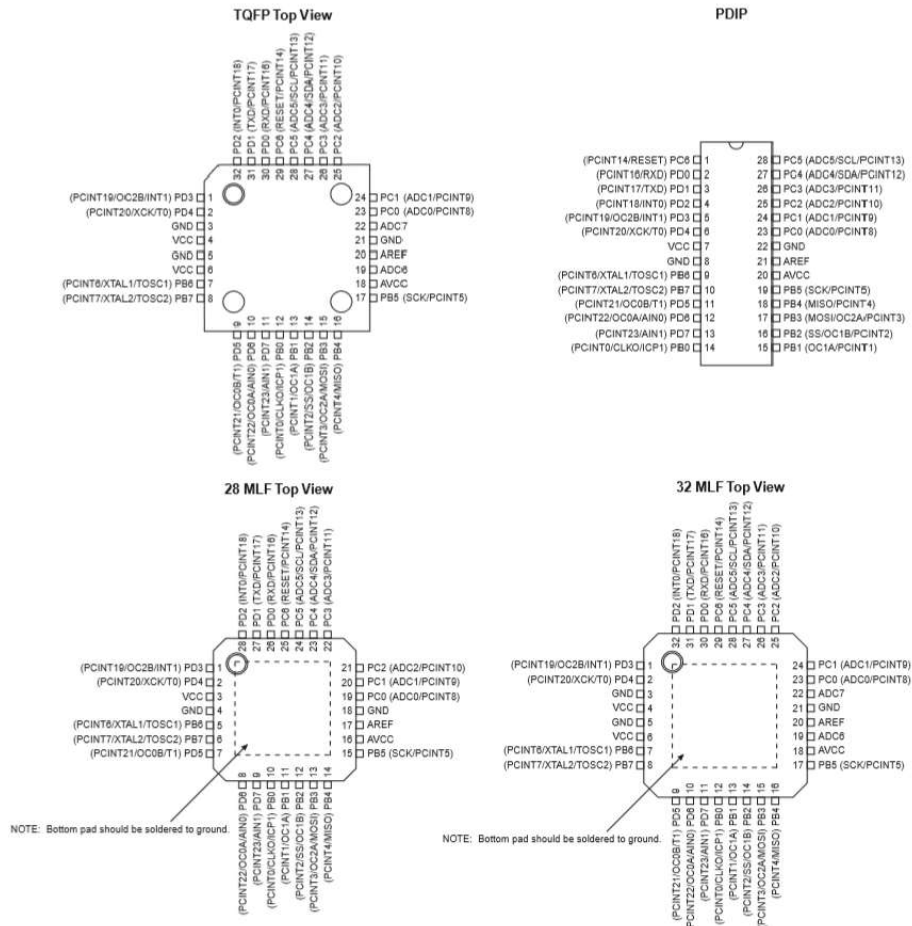 TQFP Top View
PD2 (INT0/PCINT18)
PD1 (TXD/PCINT17)
PD0 (RXD/PCINT16)
PC6 (RESET/PCINT14)
PC5 (ADC5/SCL/PCINT13)
PC4 (ADC4/SDA/PCINT12)
PC3 (ADC3/PCINT11)
PC2 (ADC2/PCINT10)
32 31 30 29 28 27 26 25
(PCINT19/OC2B/INT1) PD3 1
(PCINT20/XCK/T0) PD4 2
GND 3
VCC 4
GND 5
VCC 6
(PCINT6/XTAL1/TOSC1) PB6 7
(PCINT7/XTAL2/TOSC2) PB7 8
24 PC1 (ADC1/PCINT9)
23 PC0 (ADC0/PCINT8)
22 ADC7
21 GND
20 AREF
19 ADC6
18 AVCC
17 PB5 (SCK/PCINT5)
9 10 11 12 13 14 15 16
(PCINT21/OC0B/T1) PD5
(PCINT22/OC0A/AIN0) PD6
(PCINT23/AIN1) PD7
(PCINT0/CLKO/ICP1) PB0
(PCINT1/OC1A) PB1
(PCINT2/SS/OC1B) PB2
(PCINT3/OC2A/MOSI) PB3
(PCINT4/MISO) PB4
PDIP
(PCINT14/RESET) PC6 1
(PCINT16/RXD) PD0 2
(PCINT17/TXD) PD1 3
(PCINT18/INT0) PD2 4
(PCINT19/OC2B/INT1) PD3 5
(PCINT20/XCK/T0) PD4 6
VCC 7
GND 8
(PCINT6/XTAL1/TOSC1) PB6 9
(PCINT7/XTAL2/TOSC2) PB7 10
(PCINT21/OC0B/T1) PD5 11
(PCINT22/OC0A/AIN0) PD6 12
(PCINT23/AIN1) PD7 13
(PCINT0/CLKO/ICP1) PB0 14
28 PC5 (ADC5/SCL/PCINT13)
27 PC4 (ADC4/SDA/PCINT12)
26 PC3 (ADC3/PCINT11)
25 PC2 (ADC2/PCINT10)
24 PC1 (ADC1/PCINT9)
23 PC0 (ADC0/PCINT8)
22 GND
21 AREF
20 AVCC
19 PB5 (SCK/PCINT5)
18 PB4 (MISO/PCINT4)
17 PB3 (MOSI/OC2A/PCINT3)
16 PB2 (SS/OC1B/PCINT2)
15 PB1 (OC1A/PCINT1)
28 MLF Top View
PD2 (INT0/PCINT18)
PD1 (TXD/PCINT17)
PD0 (RXD/PCINT16)
PC6 (RESET/PCINT14)
PC5 (ADC5/SCL/PCINT13)
PC4 (ADC4/SDA/PCINT12)
PC3 (ADC3/PCINT11)
28 27 26 25 24 23 22
(PCINT19/OC2B/INT1) PD3 1
(PCINT20/XCK/T0) PD4 2
VCC 3
GND 4
(PCINT6/XTAL1/TOSC1) PB6 5
(PCINT7/XTAL2/TOSC2) PB7 6
(PCINT21/OC0B/T1) PD5 7
21 PC2 (ADC2/PCINT10)
20 PC1 (ADC1/PCINT9)
19 PC0 (ADC0/PCINT8)
18 GND
17 AREF
16 AVCC
15 PB5 (SCK/PCINT5)
8 9 10 11 12 13 14
(PCINT22/OC0A/AIN0) PD6
(PCINT23/AIN1) PD7
(PCINT0/CLKO/ICP1) PB0
(PCINT1/OC1A) PB1
(PCINT2/SS/OC1B) PB2
(PCINT3/OC2A/MOSI) PB3
(PCINT4/MISO) PB4
NOTE: Bottom pad should be soldered to ground.
32 MLF Top View
PD2 (INT0/PCINT18)
PD1 (TXD/PCINT17)
PD0 (RXD/PCINT16)
PC6 (RESET/PCINT14)
PC5 (ADC5/SCL/PCINT13)
PC4 (ADC4/SDA/PCINT12)
PC3 (ADC3/PCINT11)
PC2 (ADC2/PCINT10)
32 31 30 29 28 27 26 25
(PCINT19/OC2B/INT1) PD3 1
(PCINT20/XCK/T0) PD4 2
GND 3
VCC 4
GND 5
VCC 6
(PCINT6/XTAL1/TOSC1) PB6 7
(PCINT7/XTAL2/TOSC2) PB7 8
24 PC1 (ADC1/PCINT9)
23 PC0 (ADC0/PCINT8)
22 ADC7
21 GND
20 AREF
19 ADC6
18 AVCC
17 PB5 (SCK/PCINT5)
9 10 11 12 13 14 15 16
(PCINT21/OC0B/T1) PD5
(PCINT22/OC0A/AIN0) PD6
(PCINT23/AIN1) PD7
(PCINT0/CLKO/ICP1) PB0
(PCINT1/OC1A) PB1
(PCINT2/SS/OC1B) PB2
(PCINT3/OC2A/MOSI) PB3
(PCINT4/MISO) PB4
NOTE: Bottom pad should be soldered to ground.